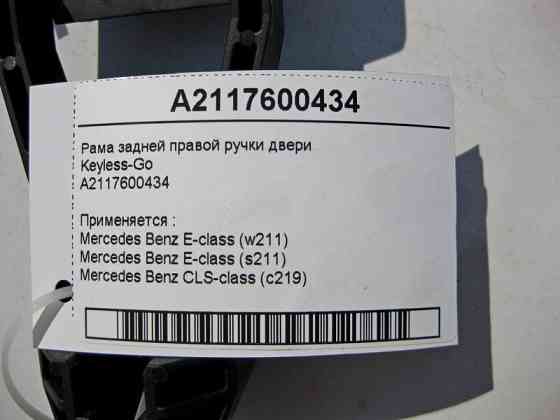 A2117600434
Рама задней правой ручки двери
Keyless-Go
A2117600434
Применяется :
Mercedes Benz E-class (w211)
Mercedes Benz E-class (s211)
Mercedes Benz CLS-class (c219)